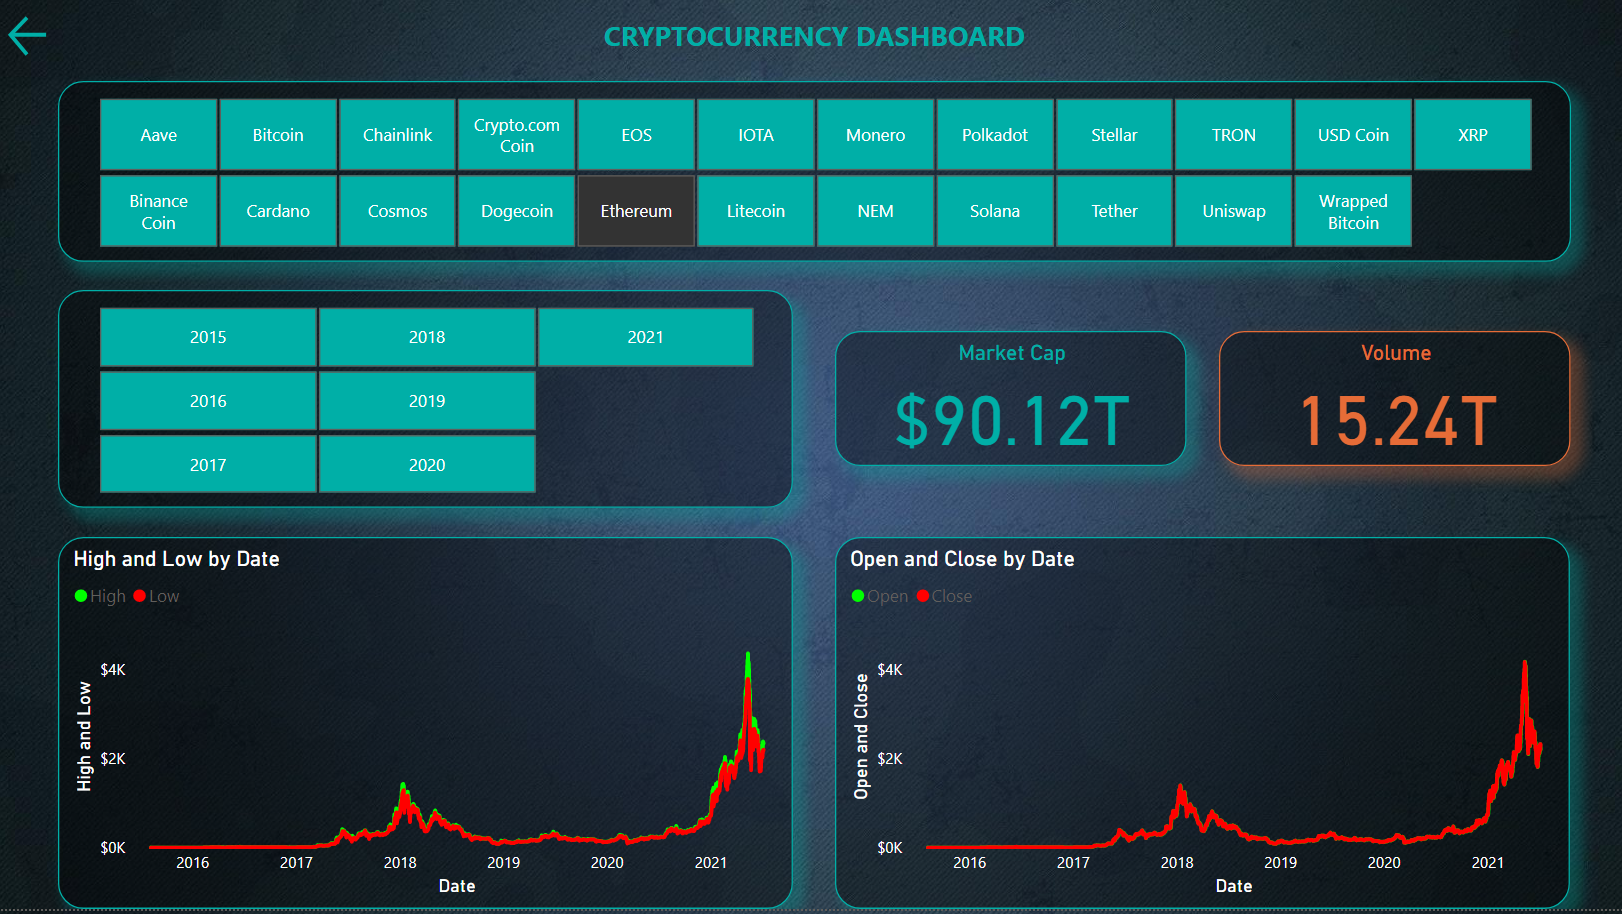 CRYPTOCURRENCY DASHBOARD
Aave
Bitcoin
Chainlink
Crypto.com
Coin
EOS
IOTA
Monero
Polkadot
Stellar
TRON
USD Coin
XRP
Binance
Coin
Cardano
Cosmos
Dogecoin
Ethereum
Litecoin
NEM
Solana
Tether
Uniswap
Wrapped
Bitcoin
2015
2018
2021
2016
2019
2017
2020
Market Cap
$90.12T
Volume
15.24T
High and Low by Date
High Low
High and Low
$4K
$2K
$0K
2016 2017 2018 2019 2020 2021
Date
Open and Close by Date
Open Close
Open and Close
$4K
$2K
$0K
2016 2017 2018 2019 2020 2021
Date